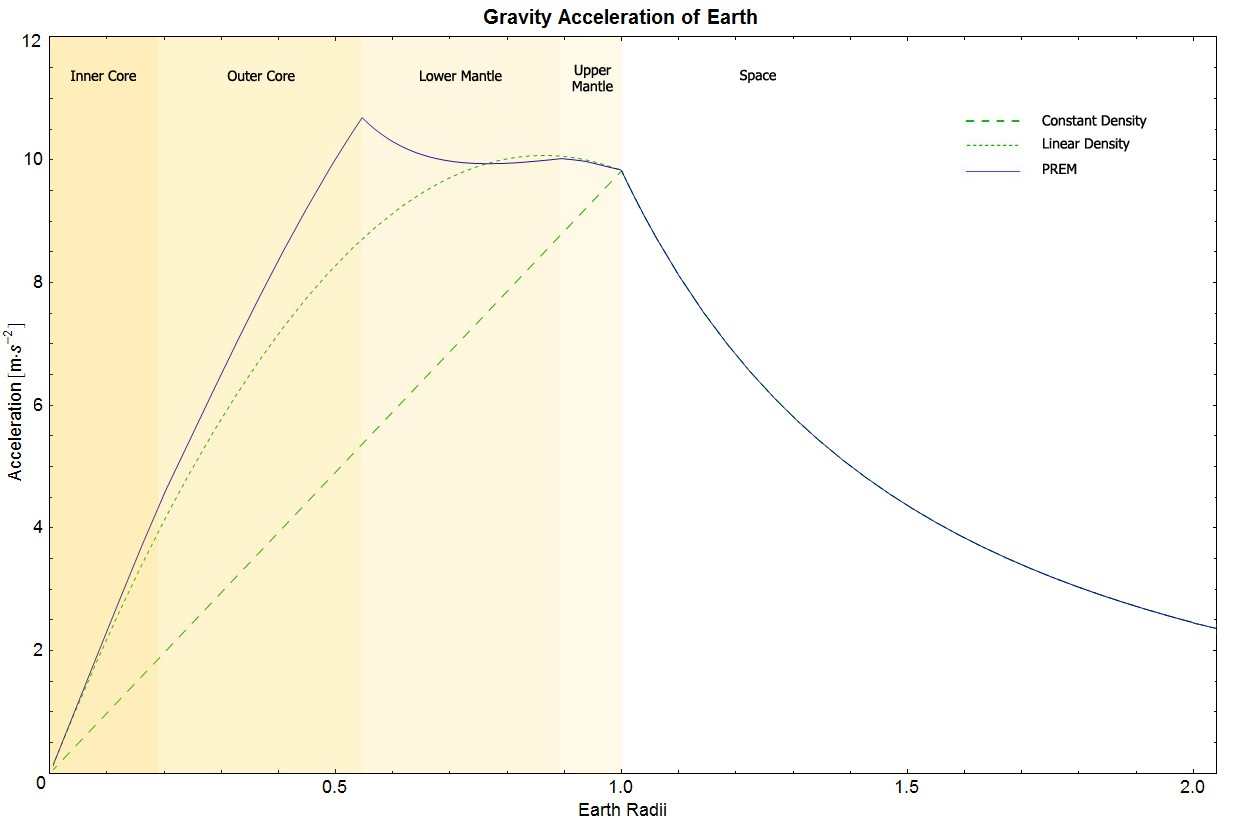 Gravity Acceleration of Earth
12
10
8
6
4
2
0
Acceleration [m·s⁻²]
Inner Core
Outer Core
Lower Mantle
Upper
Mantle
Space
Constant Density
Linear Density
PREM
0.5
1.0
1.5
2.0
Earth Radii